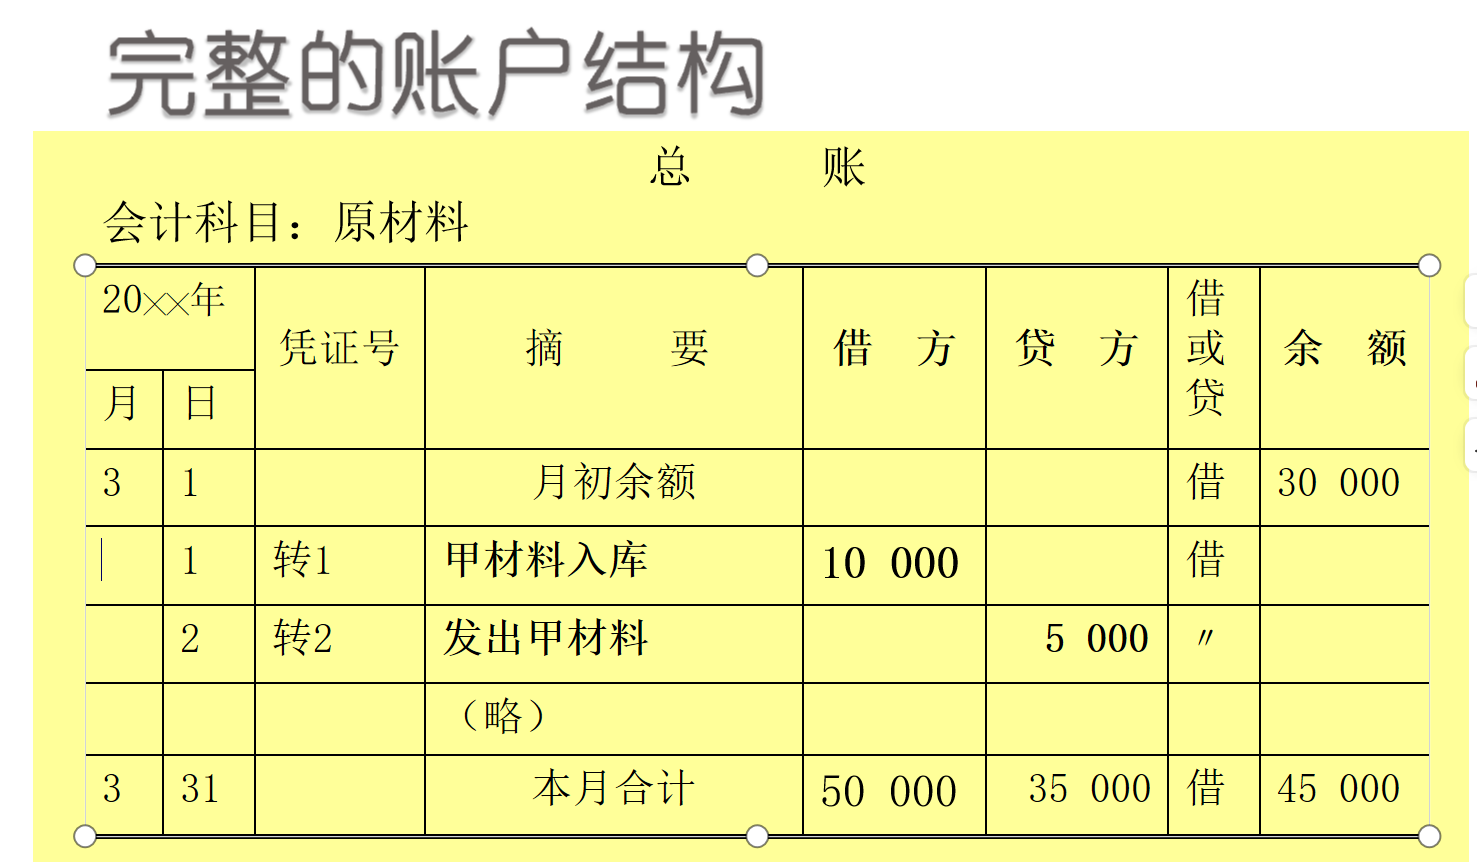 完整的账户结构
总 账
会计科目：原材料
20××年 凭证号 摘 要 借 方 贷 方 借或贷 余 额
月 日
3 1 月初余额 借 30 000
1 转1 甲材料入库 10 000 借
2 转2 发出甲材料 5 000 〃
（略）
3 31 本月合计 50 000 35 000 借 45 000